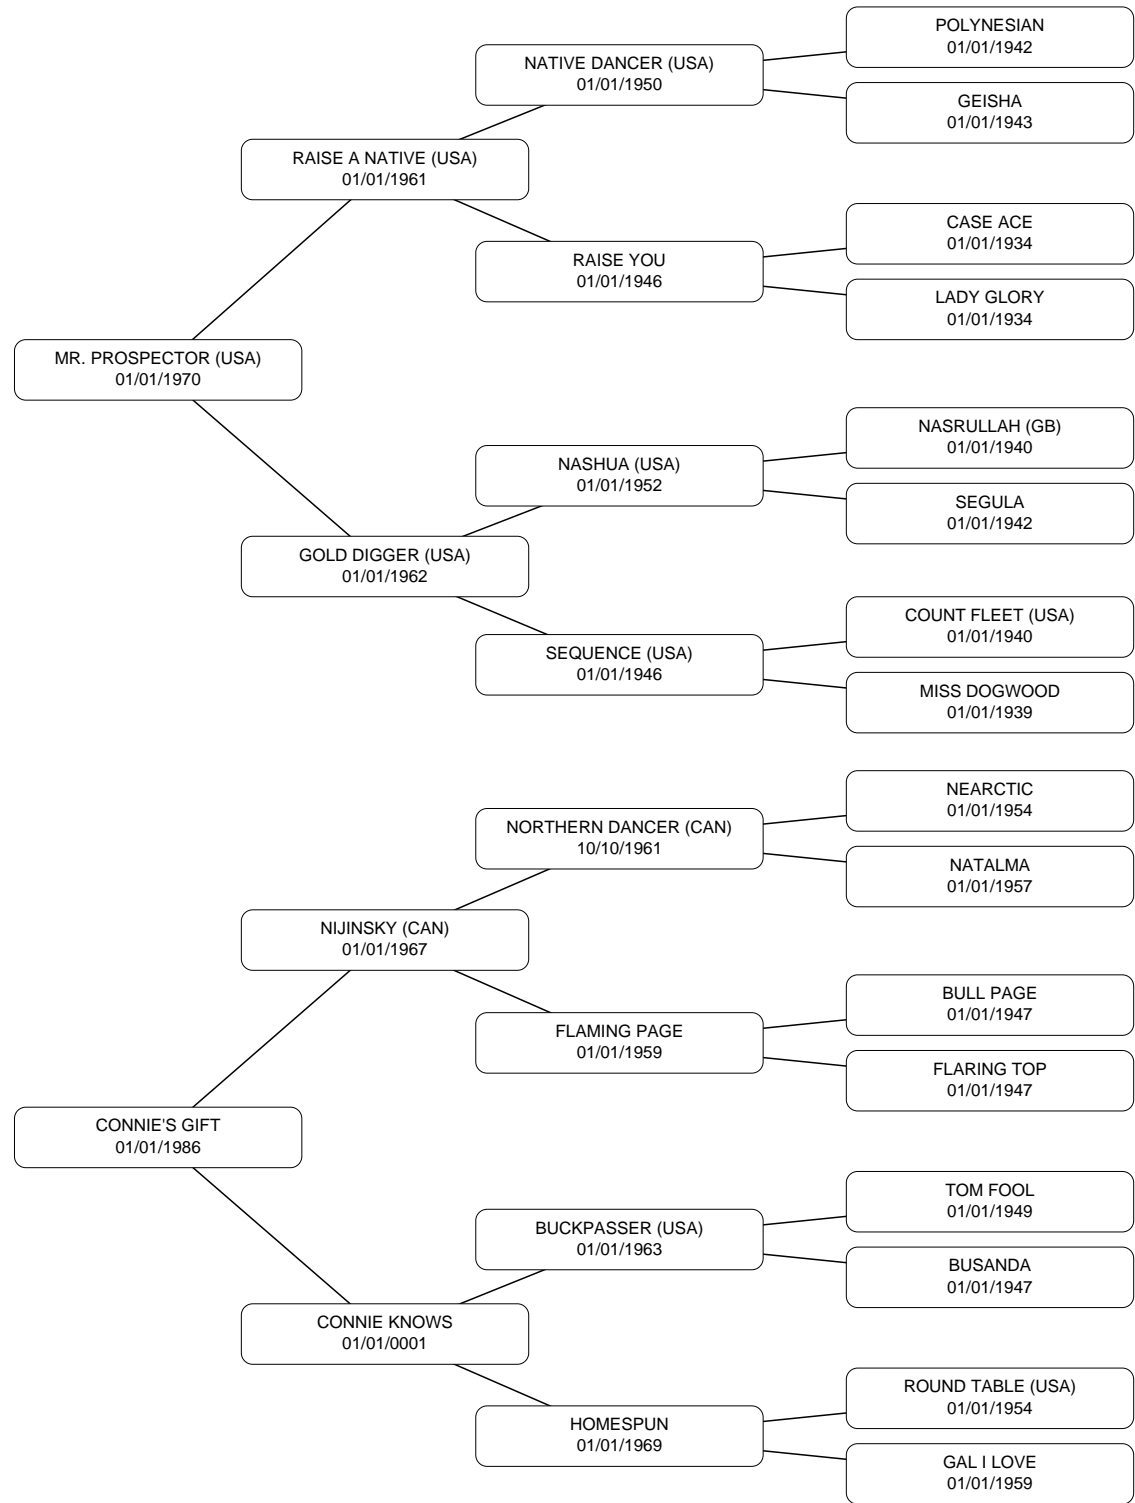 POLYNESIAN
01/01/1942
NATIVE DANCER (USA)
01/01/1950
GEISHA
01/01/1943
RAISE A NATIVE (USA)
01/01/1961
CASE ACE
01/01/1934
RAISE YOU
01/01/1946
LADY GLORY
01/01/1934
MR. PROSPECTOR (USA)
01/01/1970
NASRULLAH (GB)
01/01/1940
NASHUA (USA)
01/01/1952
SEGULA
01/01/1942
GOLD DIGGER (USA)
01/01/1962
COUNT FLEET (USA)
01/01/1940
SEQUENCE (USA)
01/01/1946
MISS DOGWOOD
01/01/1939
NEARCTIC
01/01/1954
NORTHERN DANCER (CAN)
10/10/1961
NATALMA
01/01/1957
NIJINSKY (CAN)
01/01/1967
BULL PAGE
01/01/1947
FLAMING PAGE
01/01/1959
FLARING TOP
01/01/1947
CONNIE'S GIFT
01/01/1986
TOM FOOL
01/01/1949
BUCKPASSER (USA)
01/01/1963
BUSANDA
01/01/1947
CONNIE KNOWS
01/01/0001
ROUND TABLE (USA)
01/01/1954
HOMESPUN
01/01/1969
GAL I LOVE
01/01/1959